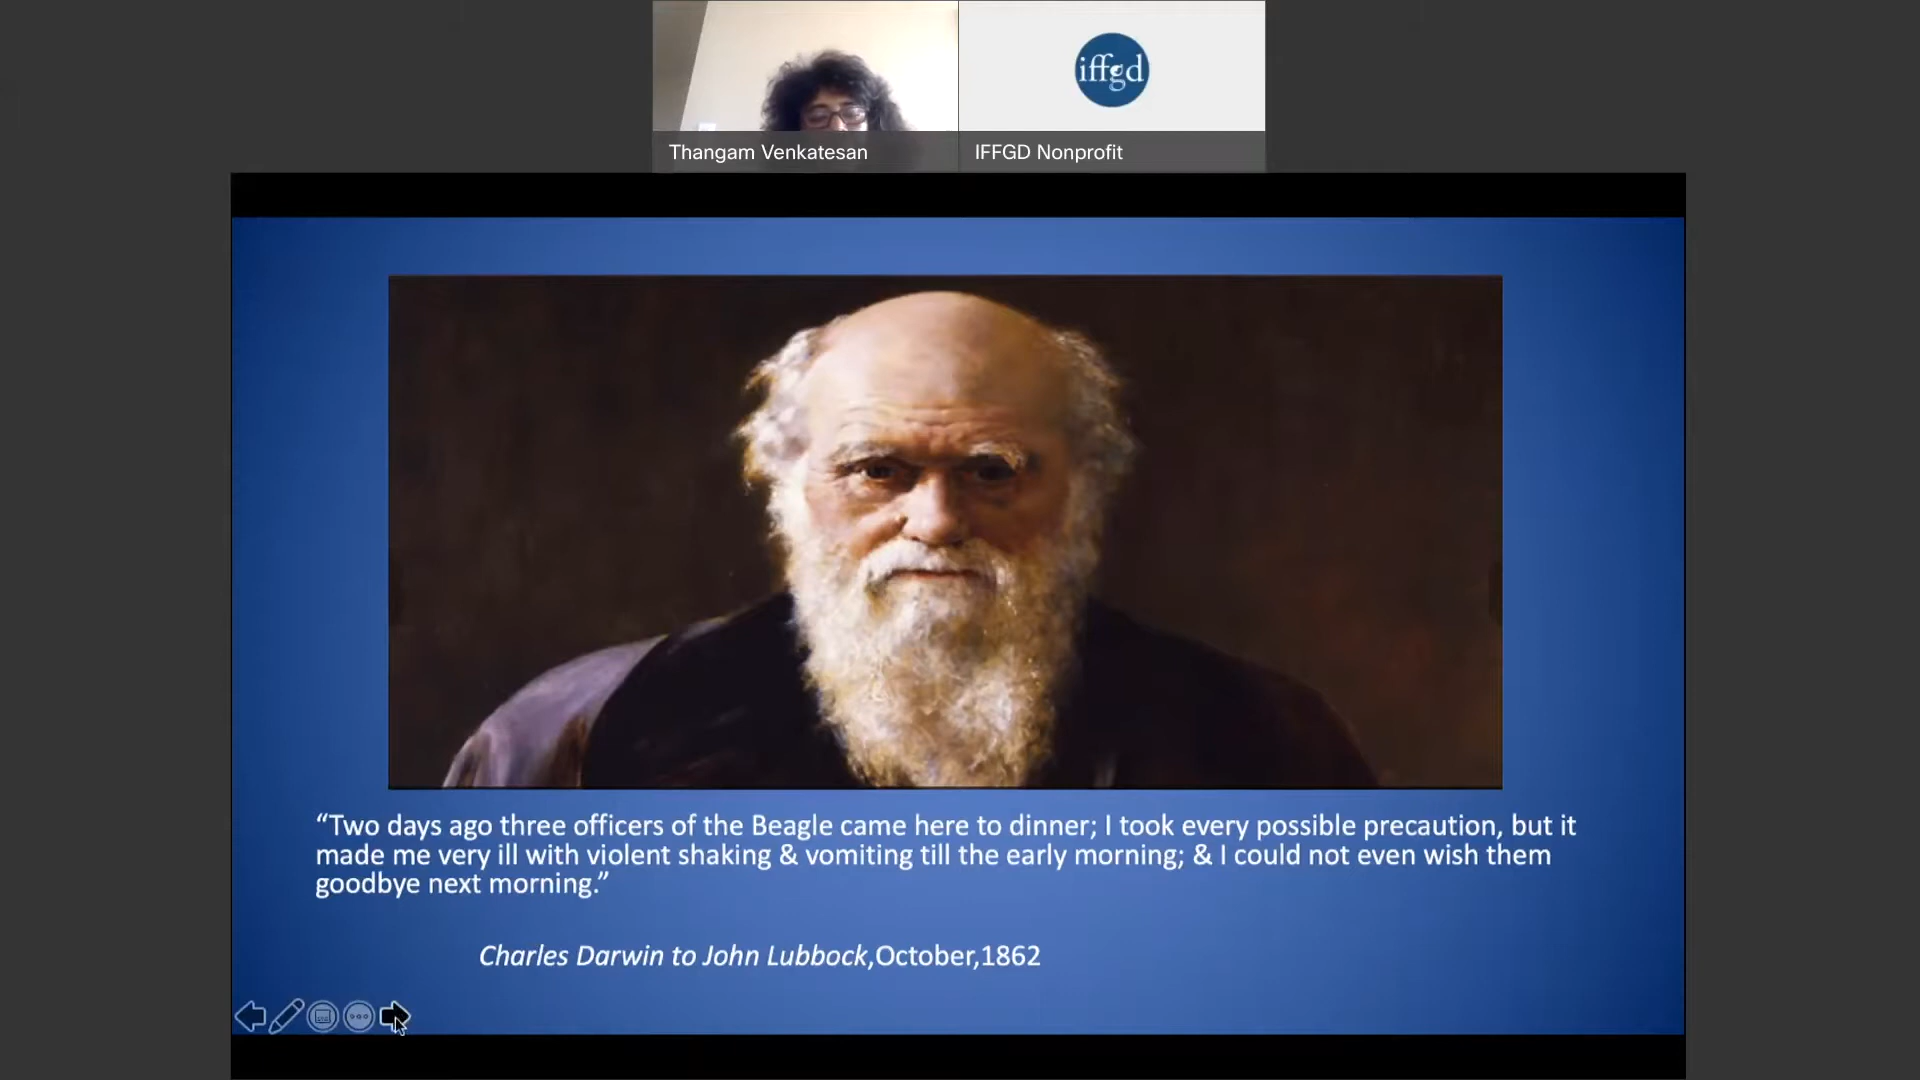 iffgd
Thangam Venkatesan
IFFGD Nonprofit
“Two days ago three officers of the Beagle came here to dinner; I took every possible precaution, but it
made me very ill with violent shaking & vomiting till the early morning; & I could not even wish them
goodbye next morning.”
Charles Darwin to John Lubbock,October,1862